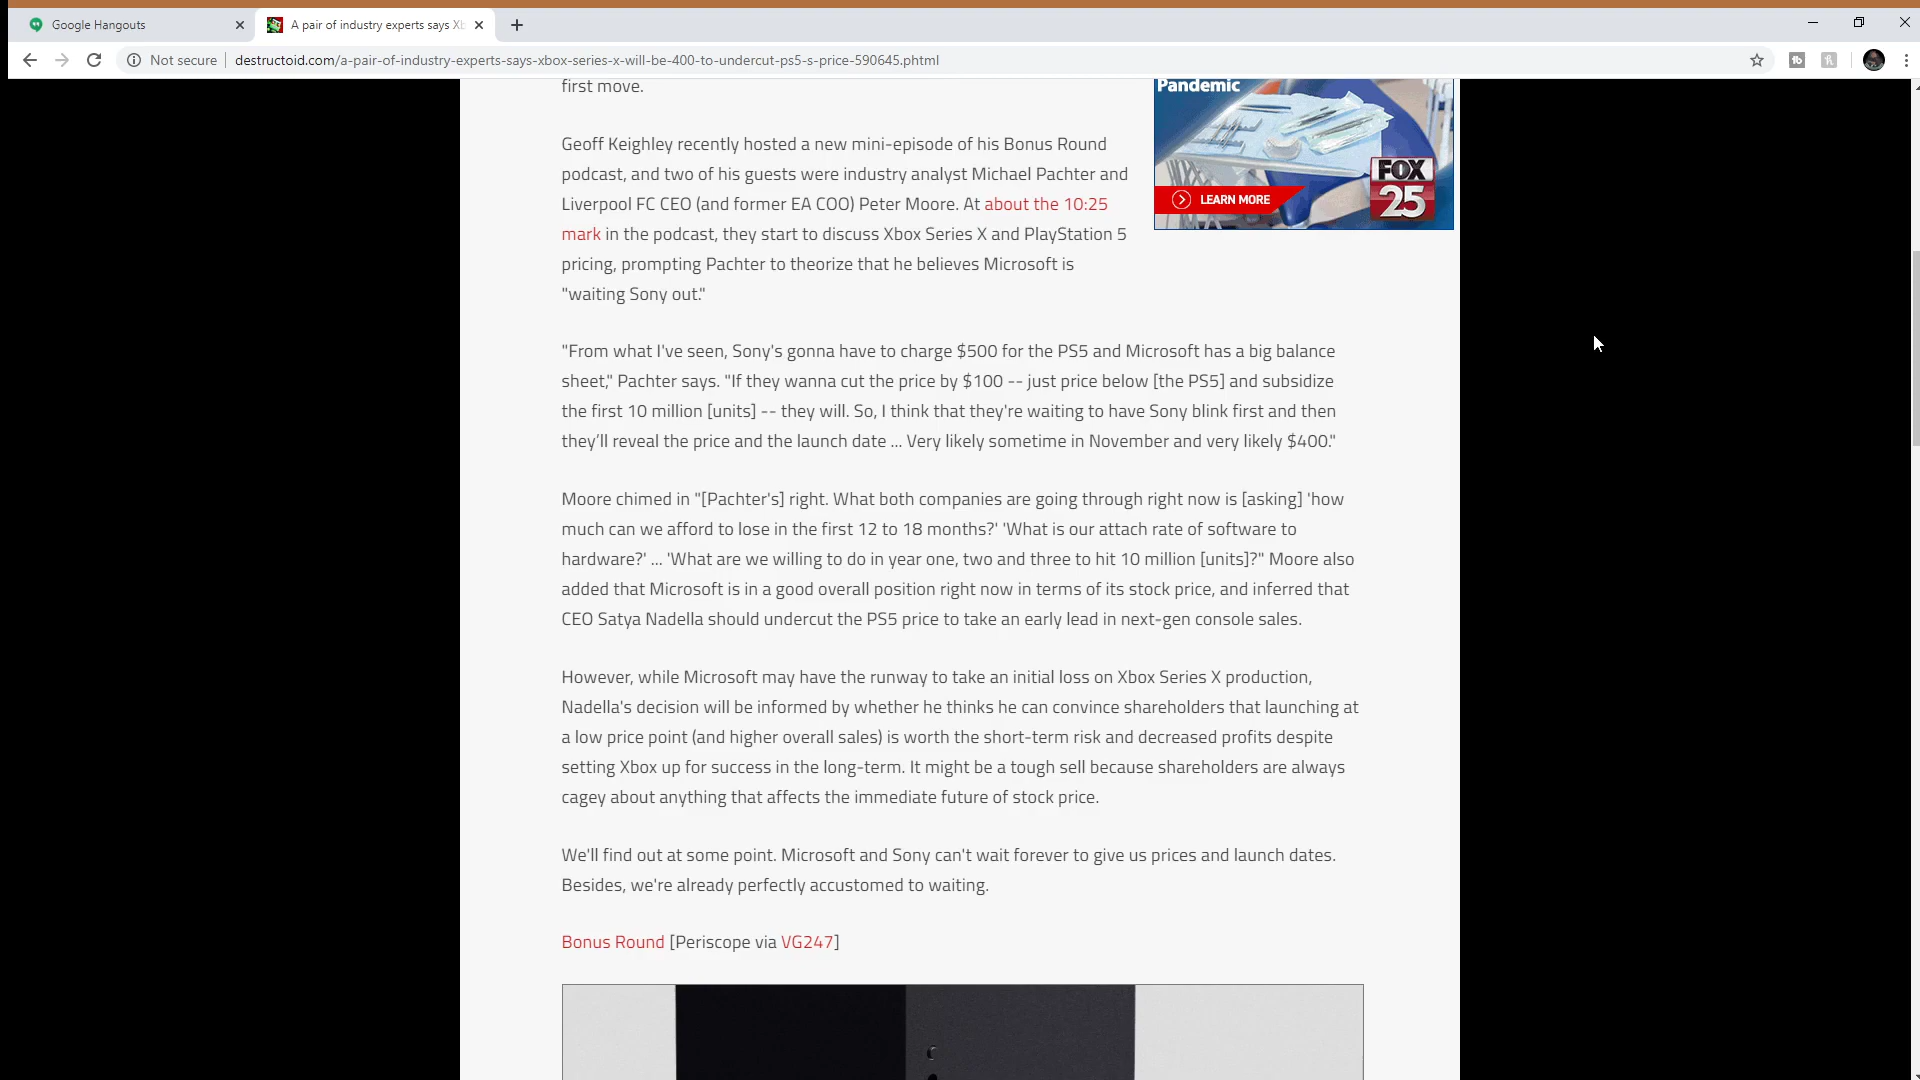 Google Hangouts
A pair of industry experts says Xb
Not secure
destructoid.com/a-pair-of-industry-experts-says-xbox-series-x-will-be-400-to-undercut-ps5-s-price-590645.phtml
first move.
Pandemic
LEARN MORE
FOX
25
Geoff Keighley recently hosted a new mini-episode of his Bonus Round
podcast, and two of his guests were industry analyst Michael Pachter and
Liverpool FC CEO (and former EA COO) Peter Moore. At about the 10:25
mark in the podcast, they start to discuss Xbox Series X and PlayStation 5
pricing, prompting Pachter to theorize that he believes Microsoft is
"waiting Sony out."
"From what I've seen, Sony's gonna have to charge $500 for the PS5 and Microsoft has a big balance
sheet," Pachter says. "If they wanna cut the price by $100 -- just price below [the PS5] and subsidize
the first 10 million [units] -- they will. So, I think that they're waiting to have Sony blink first and then
they’ll reveal the price and the launch date ... Very likely sometime in November and very likely $400."
Moore chimed in "[Pachter's] right. What both companies are going through right now is [asking] 'how
much can we afford to lose in the first 12 to 18 months?' 'What is our attach rate of software to
hardware?' ... 'What are we willing to do in year one, two and three to hit 10 million [units]?" Moore also
added that Microsoft is in a good overall position right now in terms of its stock price, and inferred that
CEO Satya Nadella should undercut the PS5 price to take an early lead in next-gen console sales.
However, while Microsoft may have the runway to take an initial loss on Xbox Series X production,
Nadella's decision will be informed by whether he thinks he can convince shareholders that launching at
a low price point (and higher overall sales) is worth the short-term risk and decreased profits despite
setting Xbox up for success in the long-term. It might be a tough sell because shareholders are always
cagey about anything that affects the immediate future of stock price.
We'll find out at some point. Microsoft and Sony can't wait forever to give us prices and launch dates.
Besides, we're already perfectly accustomed to waiting.
Bonus Round [Periscope via VG247]